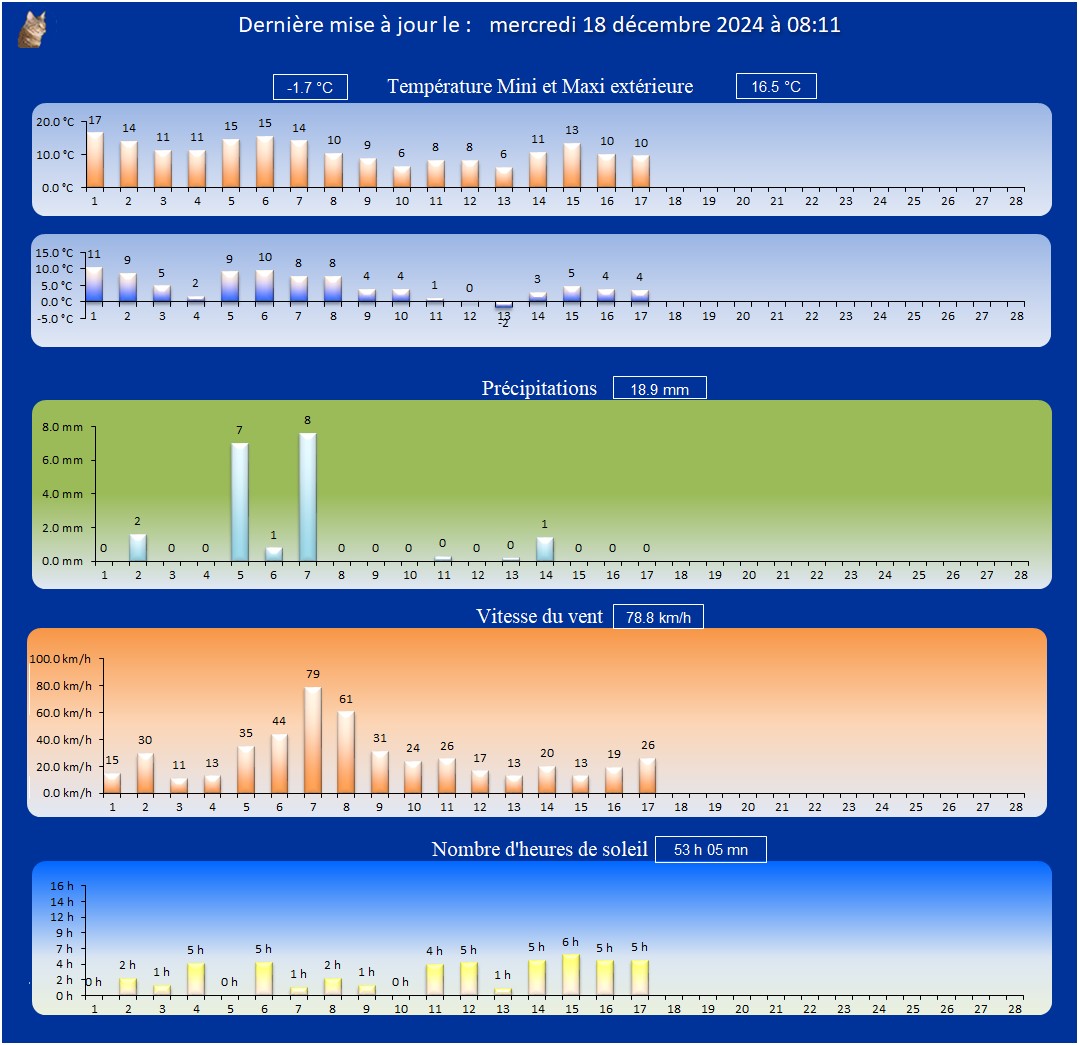 Dernière mise à jour le : mercredi 18 décembre 2024 à 08:11
-1.7 °C Température Mini et Maxi extérieure 16.5 °C
17 14 11 11 15 15 14 10 9 6 8 8 6 11 13 10 10
20.0 °C
10.0 °C
0.0 °C
1 2 3 4 5 6 7 8 9 10 11 12 13 14 15 16 17 18 19 20 21 22 23 24 25 26 27 28
11 9 5 2 9 10 8 8 4 4 1 0 -2 3 5 4 4
15.0 °C
10.0 °C
5.0 °C
0.0 °C
-5.0 °C
1 2 3 4 5 6 7 8 9 10 11 12 13 14 15 16 17 18 19 20 21 22 23 24 25 26 27 28
Précipitations 18.9 mm
0 2 0 0 7 1 8 0 0 0 0 0 0 1 0 0 0
8.0 mm
6.0 mm
4.0 mm
2.0 mm
0.0 mm
1 2 3 4 5 6 7 8 9 10 11 12 13 14 15 16 17 18 19 20 21 22 23 24 25 26 27 28
Vitesse du vent 78.8 km/h
15 30 11 13 35 44 79 61 31 24 26 17 13 20 13 19 26
100.0 km/h
80.0 km/h
60.0 km/h
40.0 km/h
20.0 km/h
0.0 km/h
1 2 3 4 5 6 7 8 9 10 11 12 13 14 15 16 17 18 19 20 21 22 23 24 25 26 27 28
Nombre d'heures de soleil 53 h 05 mn
0 h 2 h 1 h 5 h 0 h 5 h 1 h 2 h 1 h 0 h 4 h 5 h 1 h 5 h 6 h 5 h 5 h
16 h
14 h
12 h
9 h
7 h
4 h
2 h
0 h
1 2 3 4 5 6 7 8 9 10 11 12 13 14 15 16 17 18 19 20 21 22 23 24 25 26 27 28